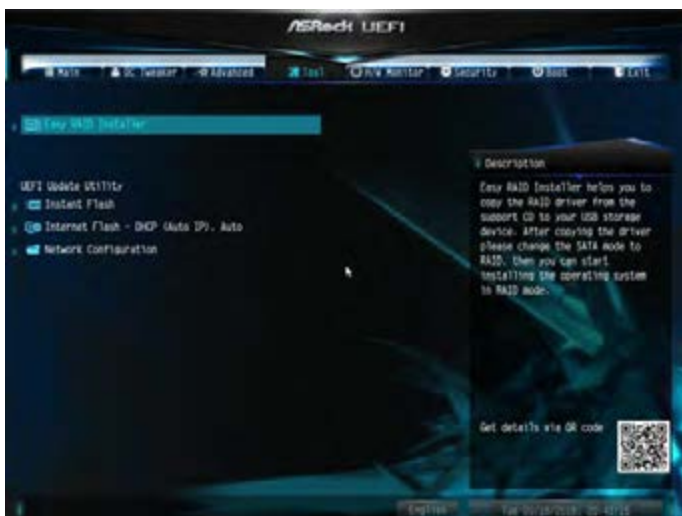 ASRock UEFI
Main OC Tweaker Advanced Tool H/W Monitor Security Boot Exit
Easy RAID Installer
UEFI Update Utility
Instant Flash
Internet Flash - DHCP (Auto IP), Auto
Network Configuration
Description
Easy RAID Installer helps you to
copy the RAID driver from the
support CD to your USB storage
device. After copying the driver
please change the SATA mode to
RAID, then you can start
installing the operating system
in RAID mode.
Get details via QR code
English
Tue